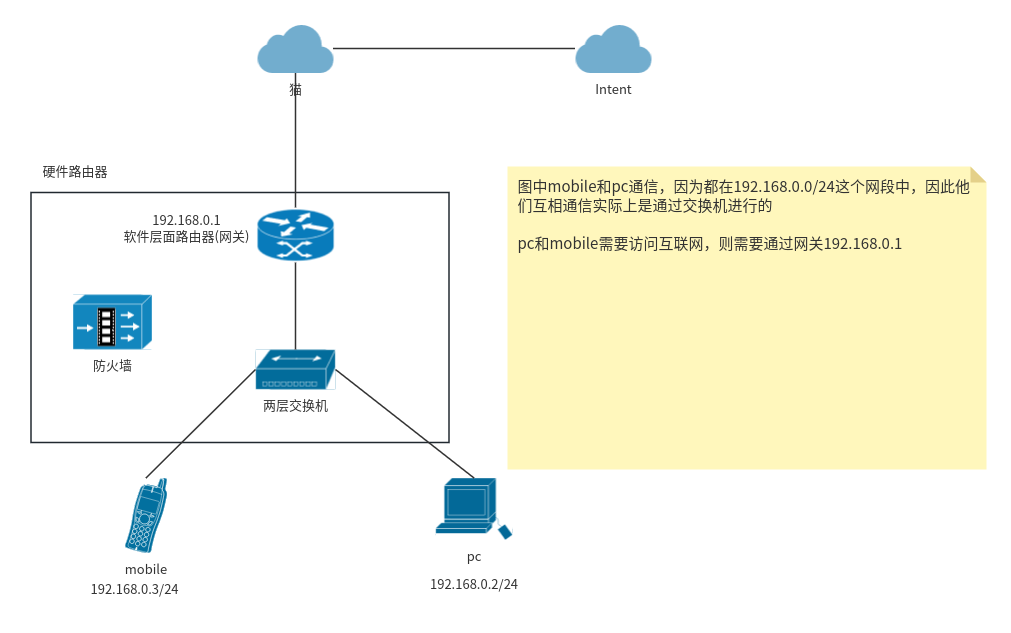 猫
Intent
硬件路由器
192.168.0.1
软件层面路由器(网关)
防火墙
两层交换机
mobile
192.168.0.3/24
pc
192.168.0.2/24
图中mobile和pc通信，因为都在192.168.0.0/24这个网段中，因此他
们互相通信实际上是通过交换机进行的
pc和mobile需要访问互联网，则需要通过网关192.168.0.1